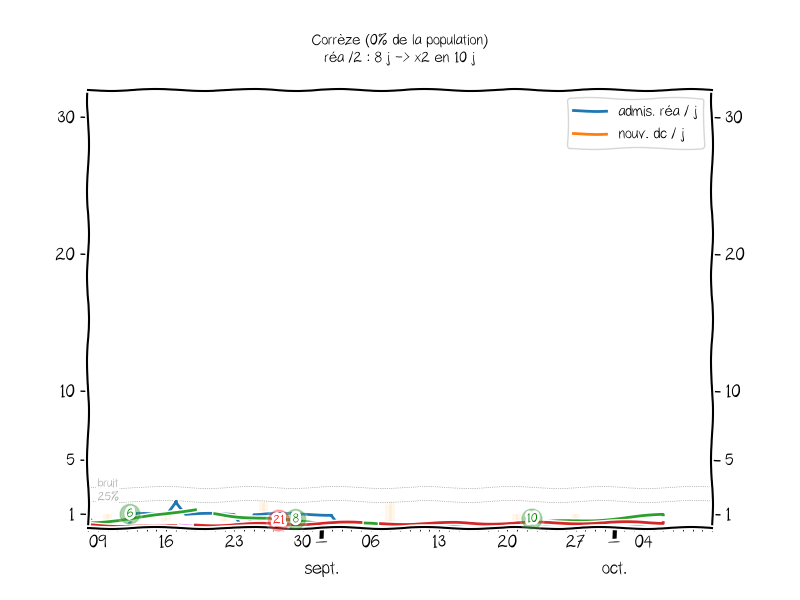 Corrèze (0% de la population)
réa /2 : 8 j -> x2 en 10 j
admis. réa / j
nouv. dc / j
30
30
20
20
10
10
5
5
bruit
25%
1
1
6
21
8
10
09 16 23 30 06 13 20 27 04
sept. oct.